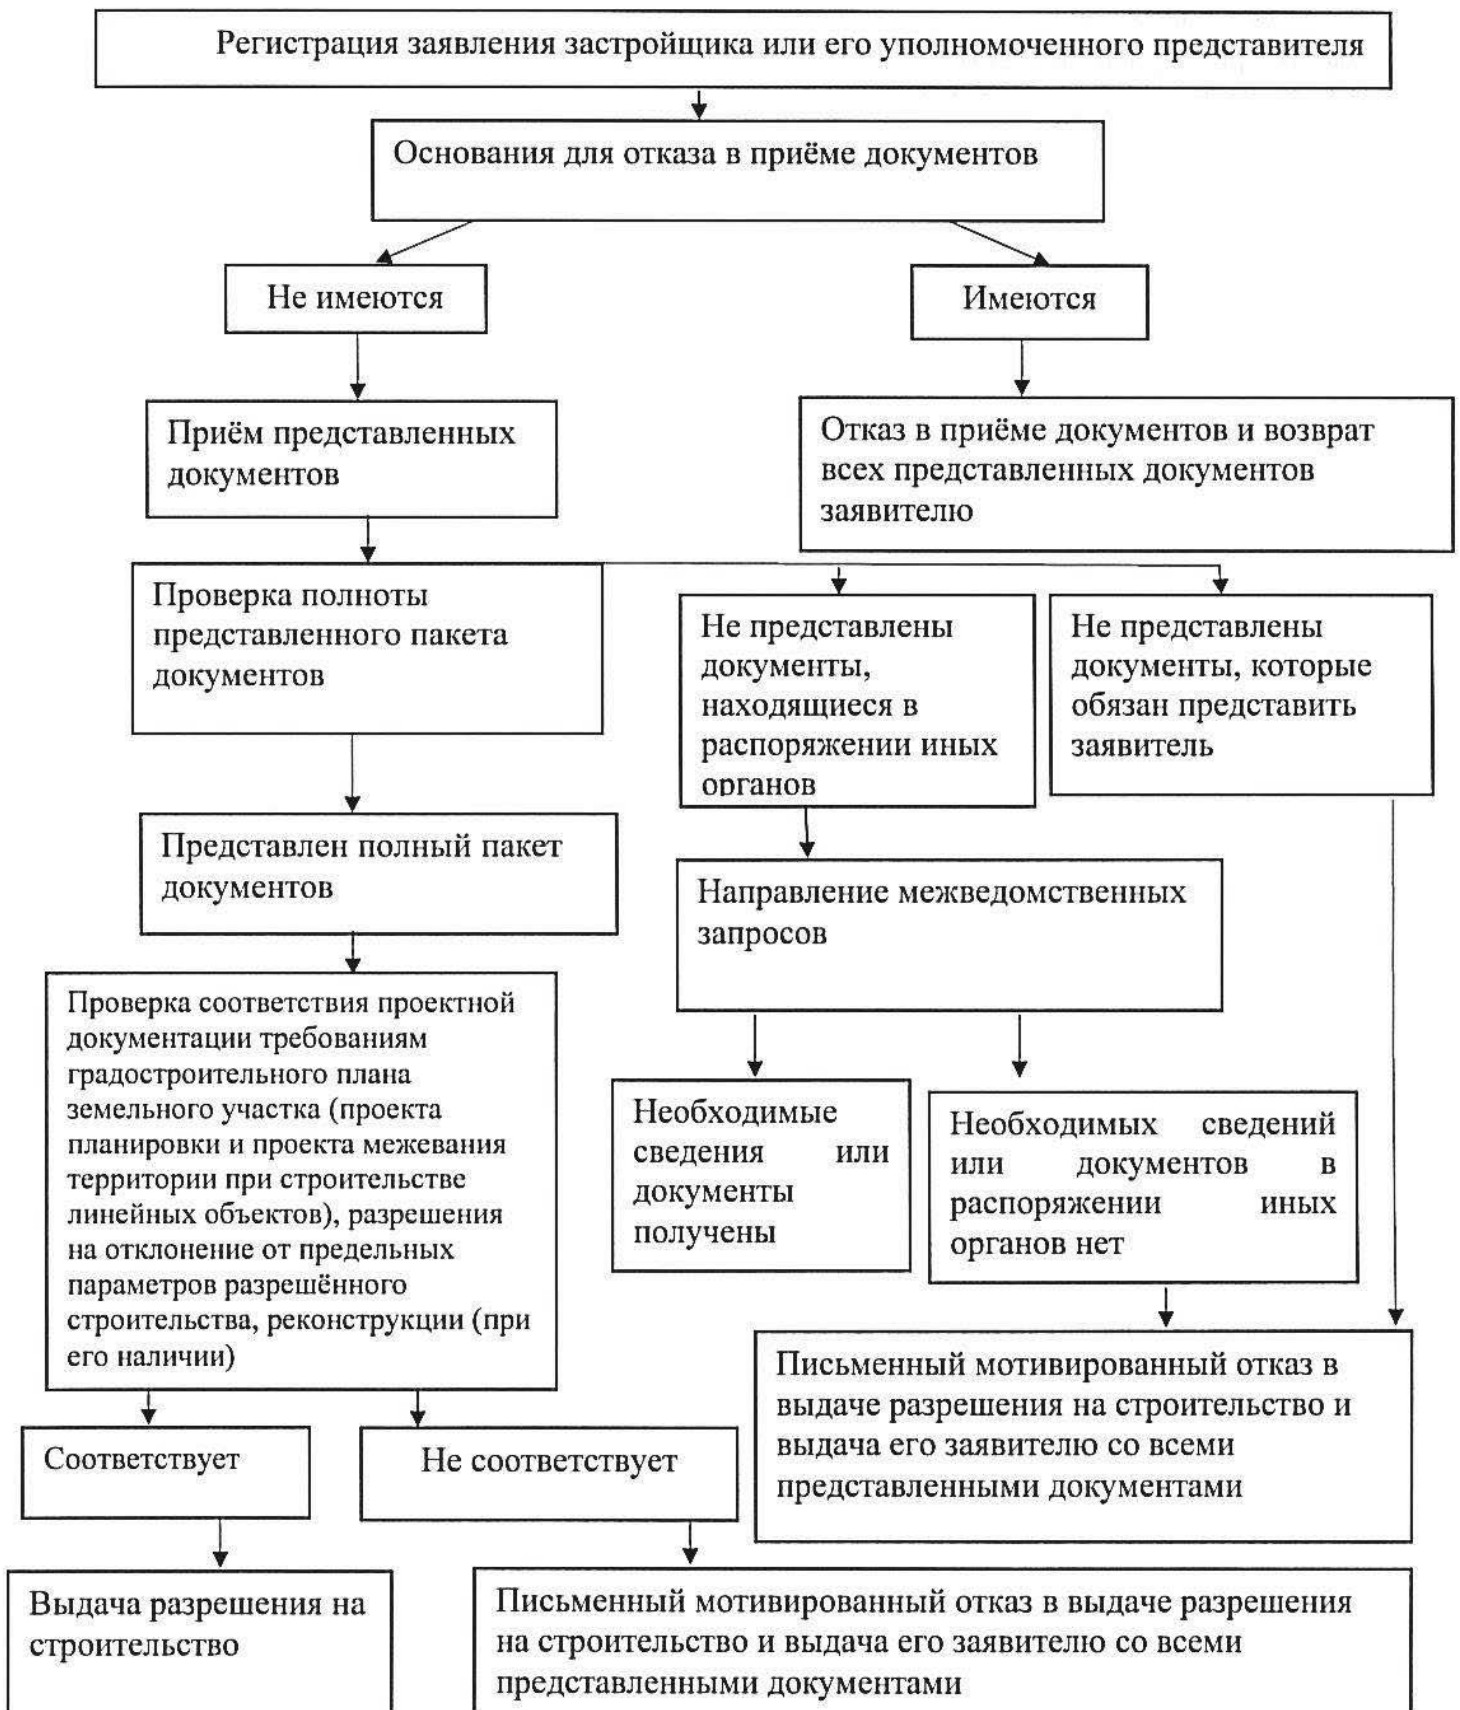 Регистрация заявления застройщика или его уполномоченного представителя
Основания для отказа в приёме документов
Не имеются
Имеются
Приём представленных
документов
Отказ в приёме документов и возврат
всех представленных документов
заявителю
Проверка полноты
представленного пакета
документов
Не представлены
документы,
находящиеся в
распоряжении иных
органов
Не представлены
документы, которые
обязан представить
заявитель
Представлен полный пакет
документов
Направление межведомственных
запросов
Проверка соответствия проектной
документации требованиям
градостроительного плана
земельного участка (проекта
планировки и проекта межевания
территории при строительстве
линейных объектов), разрешения
на отклонение от предельных
параметров разрешённого
строительства, реконструкции (при
его наличии)
Необходимые
сведения или
документы
получены
Необходимых сведений
или документов в
распоряжении иных
органов нет
Письменный мотивированный отказ в
выдаче разрешения на строительство и
выдача его заявителю со всеми
представленными документами
Соответствует
Не соответствует
Выдача разрешения на
строительство
Письменный мотивированный отказ в выдаче разрешения
на строительство и выдача его заявителю со всеми
представленными документами